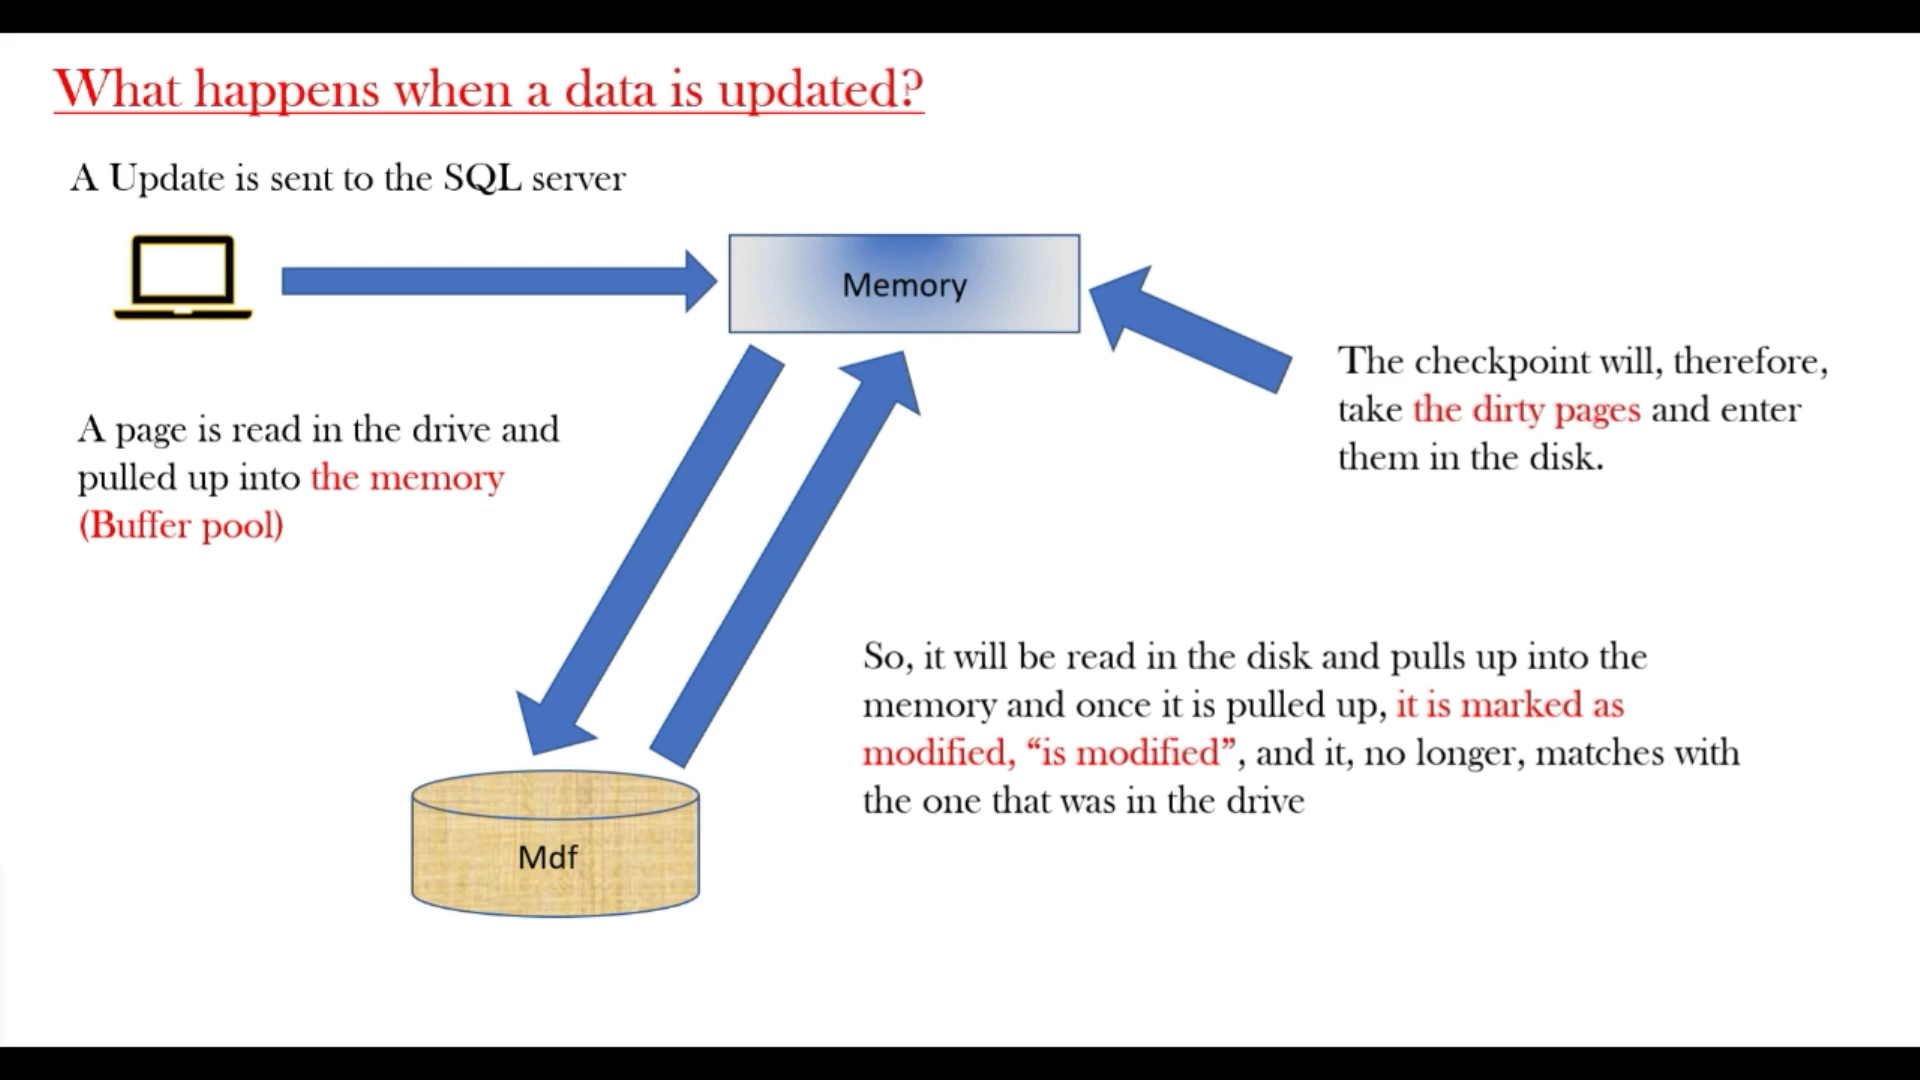 What happens when a data is updated?
A Update is sent to the SQL server
Memory
The checkpoint will, therefore,
take the dirty pages and enter
them in the disk.
A page is read in the drive and
pulled up into the memory
(Buffer pool)
So, it will be read in the disk and pulls up into the
memory and once it is pulled up, it is marked as
modified, “is modified”, and it, no longer, matches with
the one that was in the drive
Mdf